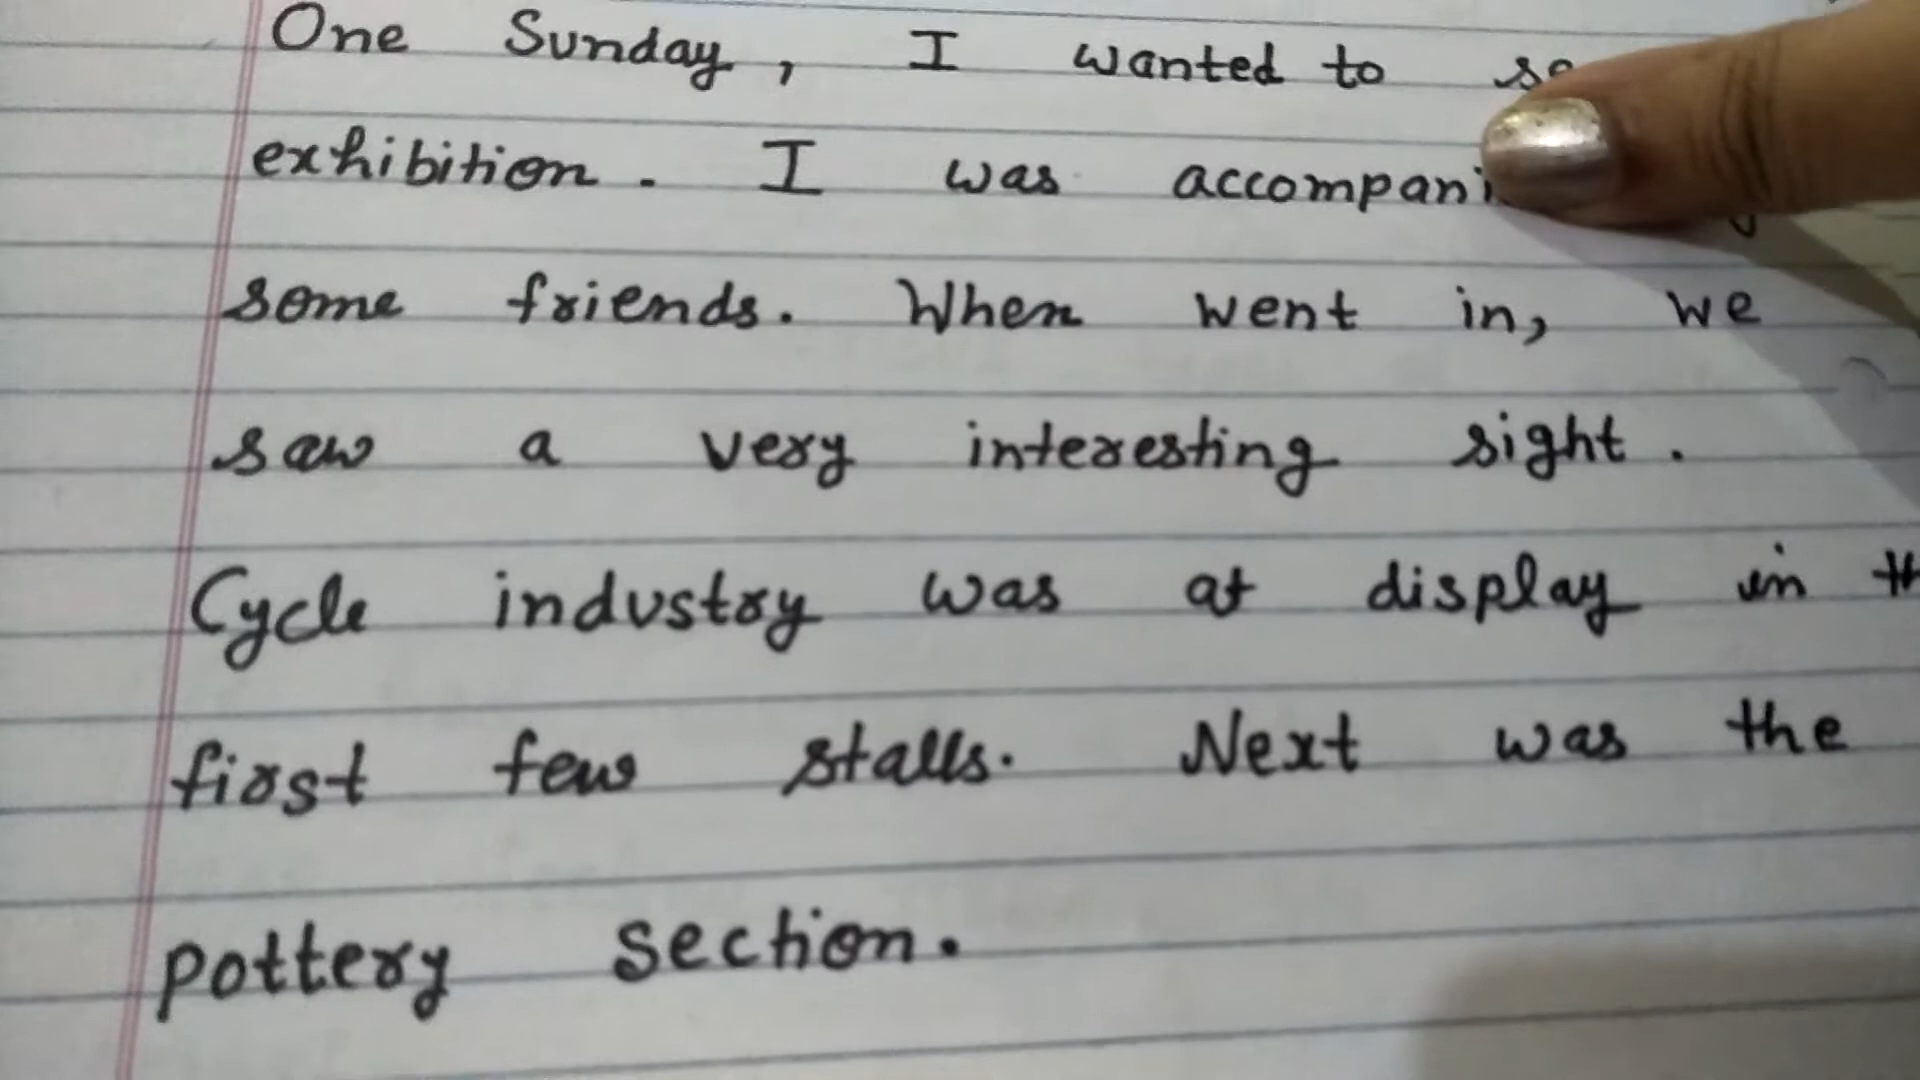 One Sunday, I wanted to
exhibition. I was
some friends. When went in, we
saw a very interesting sight.
Cycle industry was at display in
first few stalls. Next was the
pottery section.